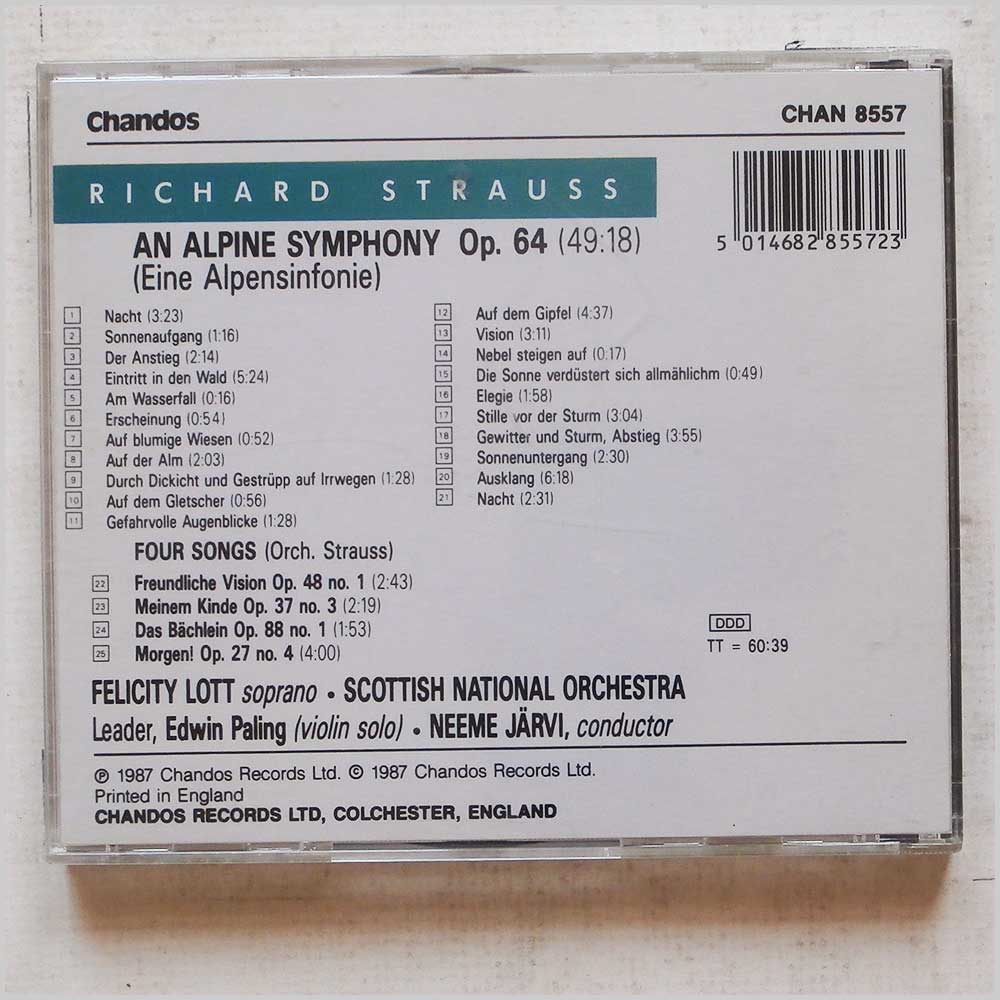 Chandos
CHAN 8557
RICHARD STRAUSS
5 014682 855723
AN ALPINE SYMPHONY Op. 64 (49:18)
(Eine Alpensinfonie)
1 Nacht (3:23)
2 Sonnenaufgang (1:16)
3 Der Anstieg (2:14)
4 Eintritt in den Wald (5:24)
5 Am Wasserfall (0:16)
6 Erscheinung (0:54)
7 Auf blumige Wiesen (0:52)
8 Auf der Alm (2:03)
9 Durch Dickicht und Gestrüpp auf Irrwegen (1:28)
10 Auf dem Gletscher (0:56)
11 Gefahrvolle Augenblicke (1:28)
12 Auf dem Gipfel (4:37)
13 Vision (3:11)
14 Nebel steigen auf (0:17)
15 Die Sonne verdüstert sich allmählichm (0:49)
16 Elegie (1:58)
17 Stille vor der Sturm (3:04)
18 Gewitter und Sturm, Abstieg (3:55)
19 Sonnenuntergang (2:30)
20 Ausklang (6:18)
21 Nacht (2:31)
FOUR SONGS (Orch. Strauss)
22 Freundliche Vision Op. 48 no. 1 (2:43)
23 Meinem Kinde Op. 37 no. 3 (2:19)
24 Das Bächlein Op. 88 no. 1 (1:53)
25 Morgen! Op. 27 no. 4 (4:00)
DDD
TT = 60:39
FELICITY LOTT soprano • SCOTTISH NATIONAL ORCHESTRA
Leader, Edwin Paling (violin solo) • NEEME JÄRVI, conductor
℗ 1987 Chandos Records Ltd. © 1987 Chandos Records Ltd.
Printed in England
CHANDOS RECORDS LTD, COLCHESTER, ENGLAND